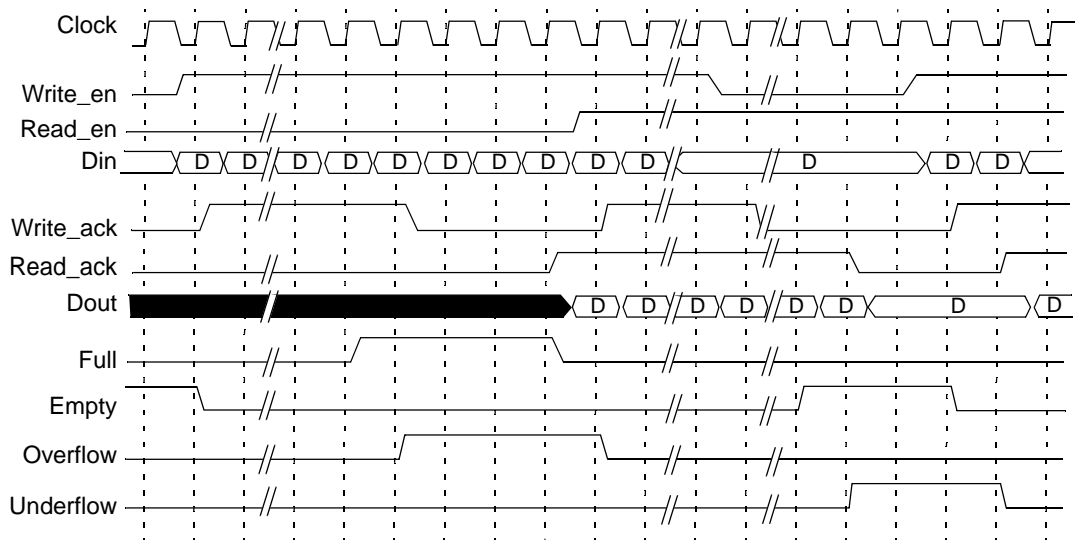 Clock
Write_en
Read_en
Din D D D D D D D D D D D D D
Write_ack
Read_ack
Dout D D D D D D D D
Full
Empty
Overflow
Underflow